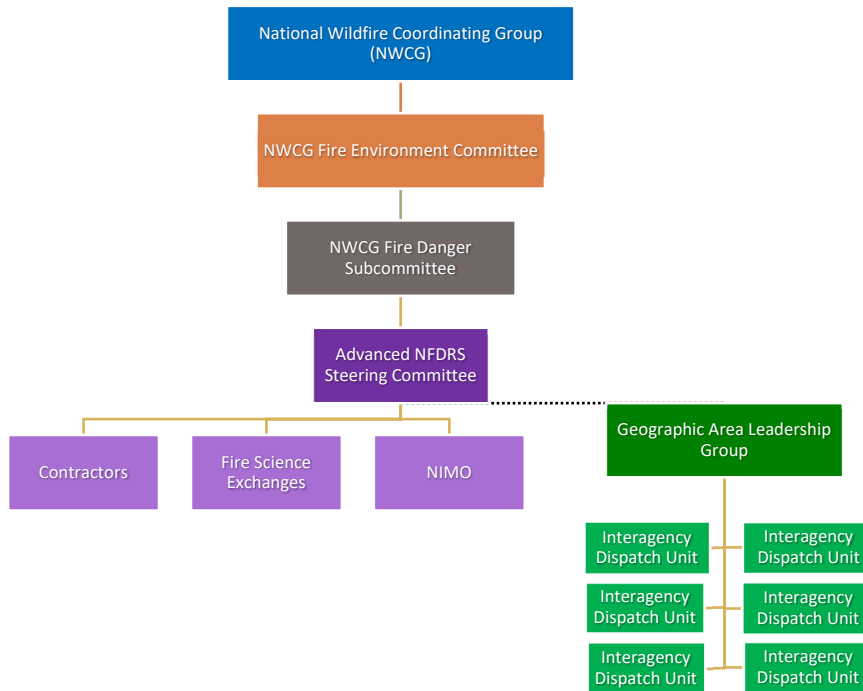 National Wildfire Coordinating Group
(NWCG)
NWCG Fire Environment Committee
NWCG Fire Danger
Subcommittee
Advanced NFDRS
Steering Committee
Contractors
Fire Science
Exchanges
NIMO
Geographic Area Leadership
Group
Interagency
Dispatch Unit
Interagency
Dispatch Unit
Interagency
Dispatch Unit
Interagency
Dispatch Unit
Interagency
Dispatch Unit
Interagency
Dispatch Unit